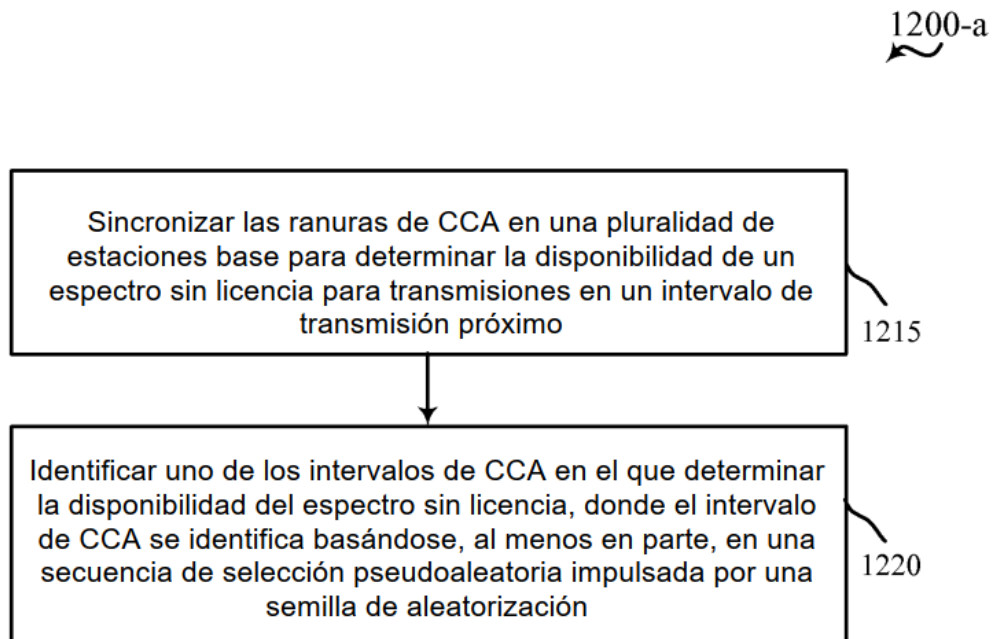 1200-a
Sincronizar las ranuras de CCA en una pluralidad de
estaciones base para determinar la disponibilidad de un
espectro sin licencia para transmisiones en un intervalo de
transmisión próximo
1215
Identificar uno de los intervalos de CCA en el que determinar
la disponibilidad del espectro sin licencia, donde el intervalo
de CCA se identifica basándose, al menos en parte, en una
secuencia de selección pseudoaleatoria impulsada por una
semilla de aleatorización
1220